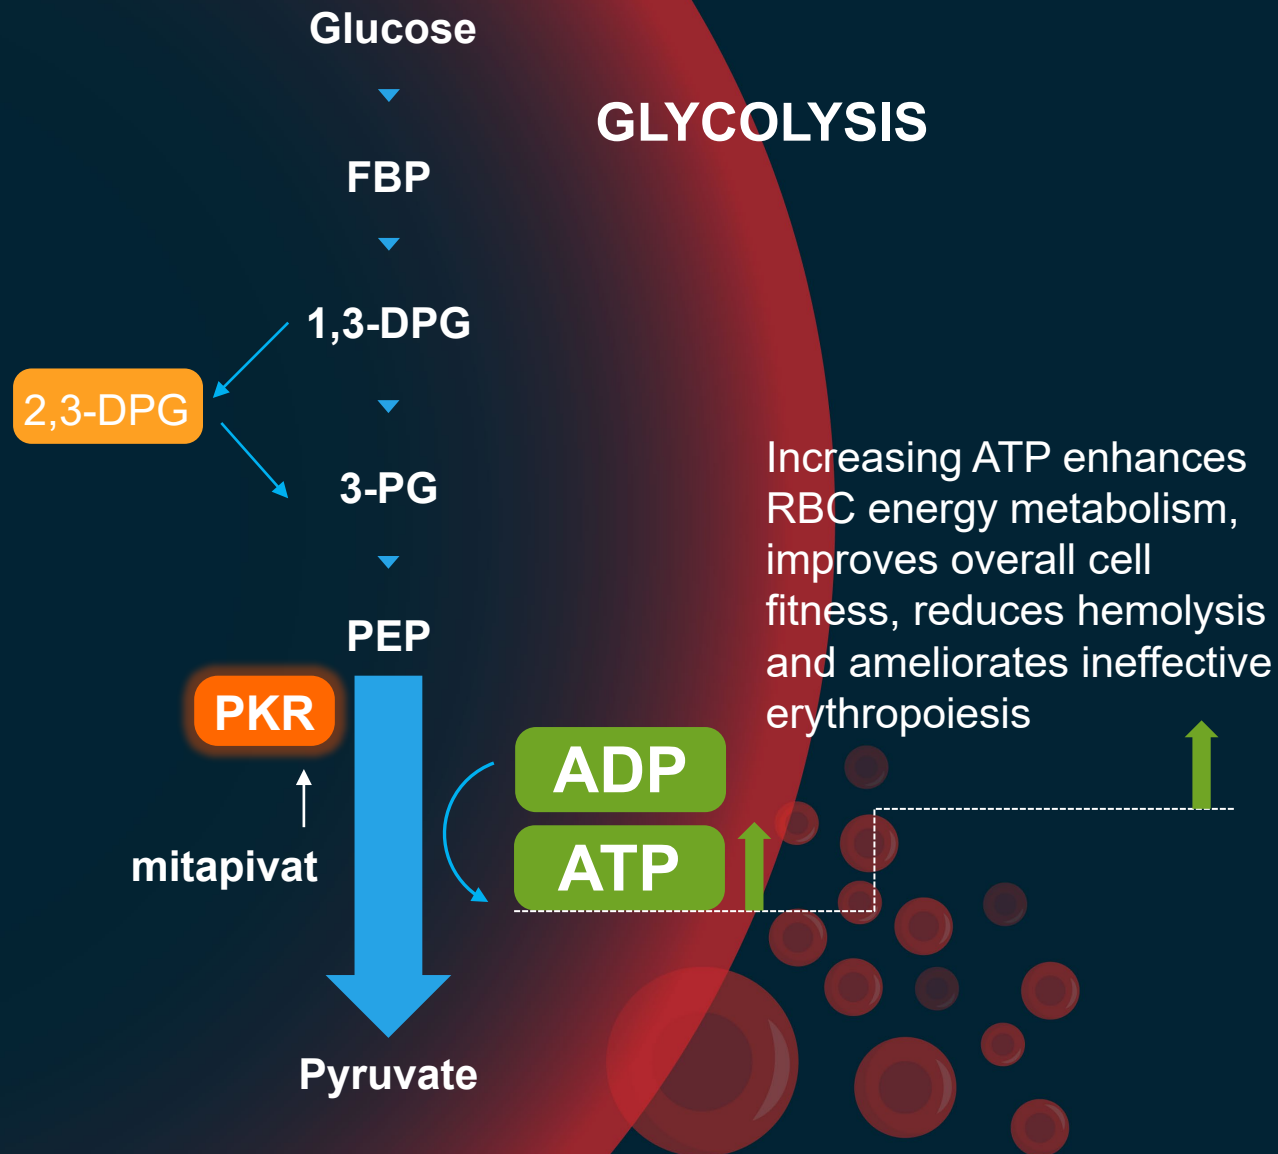 Glucose
GLYCOLYSIS
FBP
1,3-DPG
2,3-DPG
3-PG
PEP
PKR
mitapivat
ADP
ATP
Pyruvate
Increasing ATP enhances
RBC energy metabolism,
improves overall cell
fitness, reduces hemolysis
and ameliorates ineffective
erythropoiesis